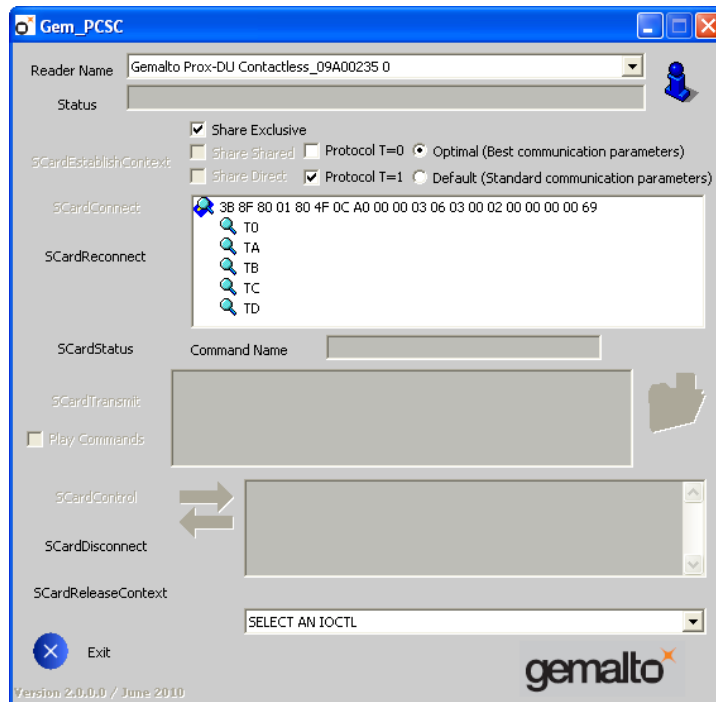 Gem_PCSC
Reader Name
Gemalto Prox-DU Contactless_09A00235 0
Status
Share Exclusive
SCardEstablishContext
Share Shared
Protocol T=0
Optimal (Best communication parameters)
Share Direct
Protocol T=1
Default (Standard communication parameters)
SCardConnect
3B 8F 80 01 80 4F 0C A0 00 00 03 06 03 00 02 00 00 00 00 69
T0
TA
SCardReconnect
TB
TC
TD
SCardStatus
Command Name
SCardTransmit
Play Commands
SCardControl
SCardDisconnect
SCardReleaseContext
SELECT AN IOCTL
Exit
gemalto
Version 2.0.0.0 / June 2010